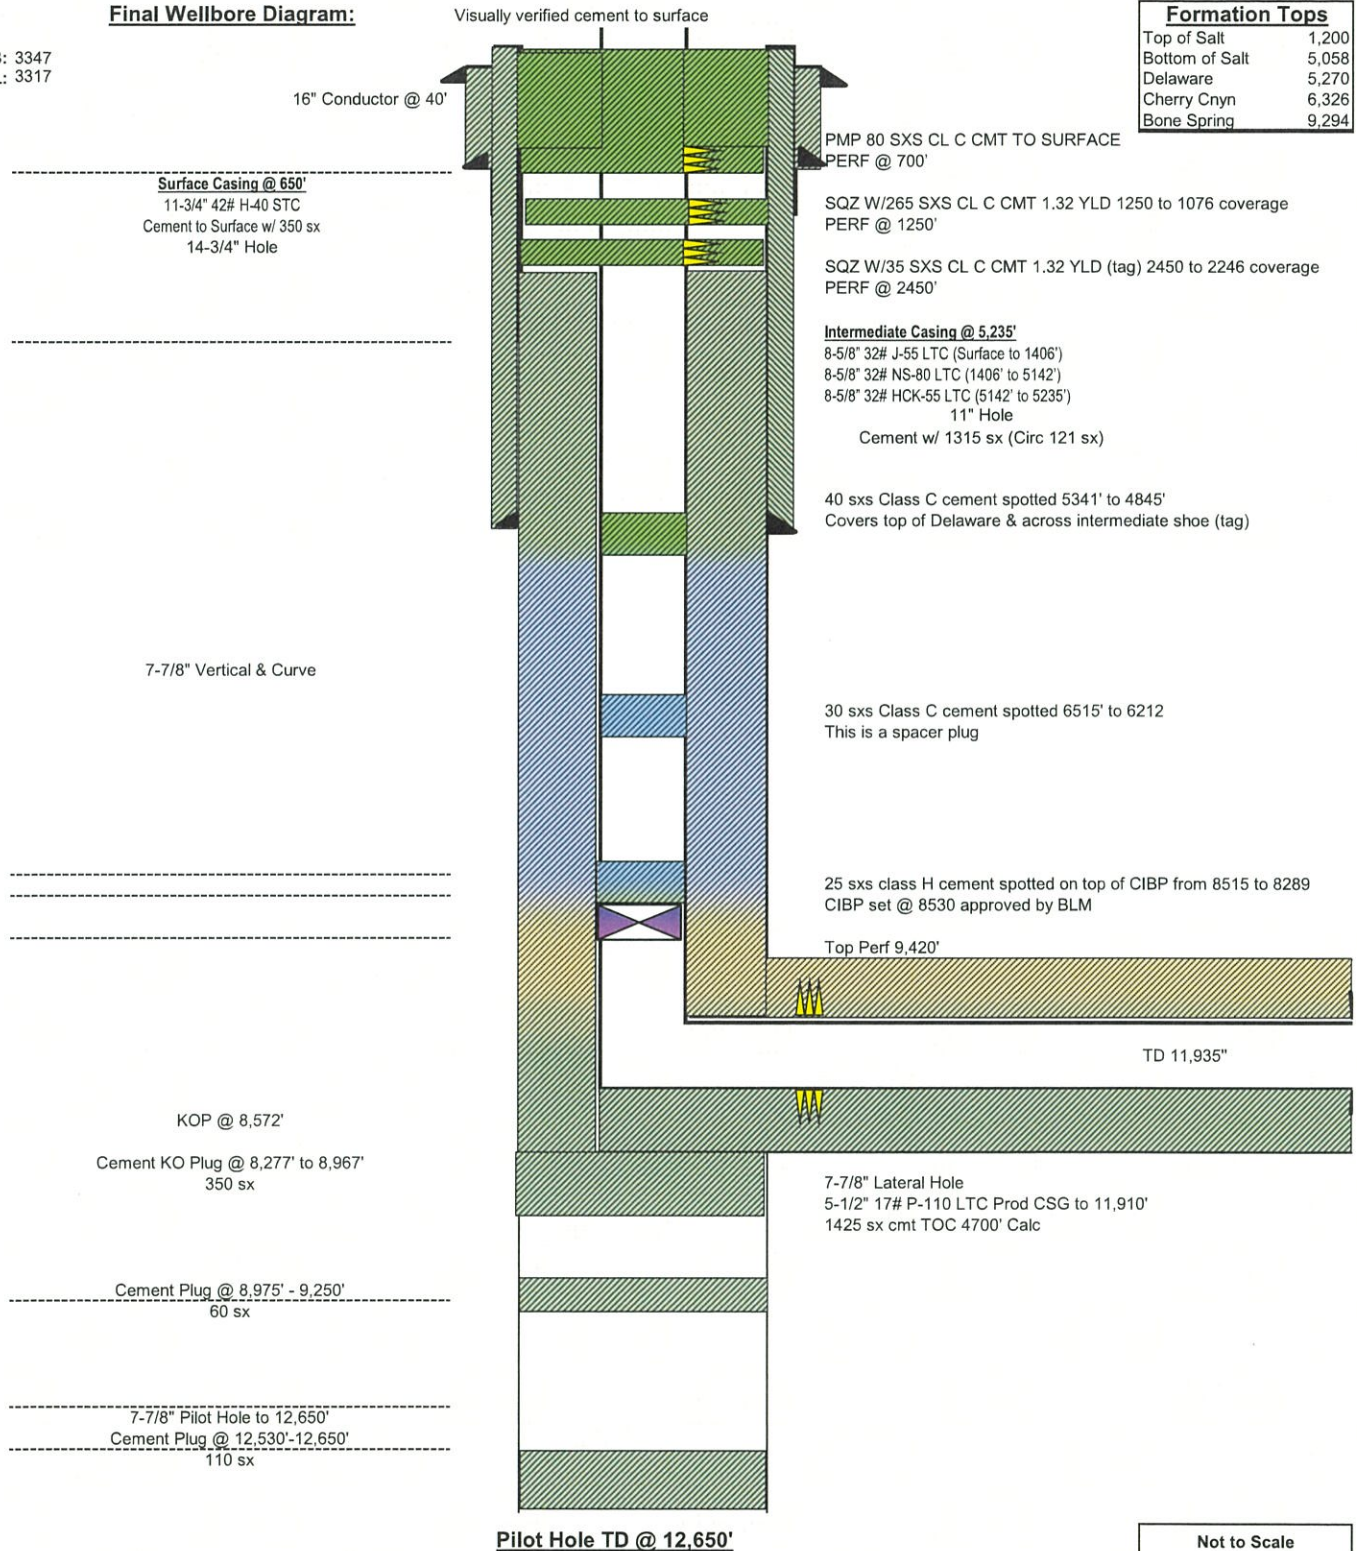 Final Wellbore Diagram:
Visually verified cement to surface
Formation Tops
Top of Salt 1,200
Bottom of Salt 5,058
Delaware 5,270
Cherry Cnyn 6,326
Bone Spring 9,294
: 3347
: 3317
16" Conductor @ 40'
PMP 80 SXS CL C CMT TO SURFACE
PERF @ 700'
Surface Casing @ 650'
11-3/4" 42# H-40 STC
Cement to Surface w/ 350 sx
14-3/4" Hole
SQZ W/265 SXS CL C CMT 1.32 YLD 1250 to 1076 coverage
PERF @ 1250'
SQZ W/35 SXS CL C CMT 1.32 YLD (tag) 2450 to 2246 coverage
PERF @ 2450'
Intermediate Casing @ 5,235'
8-5/8" 32# J-55 LTC (Surface to 1406')
8-5/8" 32# NS-80 LTC (1406' to 5142')
8-5/8" 32# HCK-55 LTC (5142' to 5235')
11" Hole
Cement w/ 1315 sx (Circ 121 sx)
40 sxs Class C cement spotted 5341' to 4845'
Covers top of Delaware & across intermediate shoe (tag)
7-7/8" Vertical & Curve
30 sxs Class C cement spotted 6515' to 6212
This is a spacer plug
25 sxs class H cement spotted on top of CIBP from 8515 to 8289
CIBP set @ 8530 approved by BLM
Top Perf 9,420'
TD 11,935"
KOP @ 8,572'
Cement KO Plug @ 8,277' to 8,967'
350 sx
7-7/8" Lateral Hole
5-1/2" 17# P-110 LTC Prod CSG to 11,910'
1425 sx cmt TOC 4700' Calc
Cement Plug @ 8,975' - 9,250'
60 sx
7-7/8" Pilot Hole to 12,650'
Cement Plug @ 12,530'-12,650'
110 sx
Pilot Hole TD @ 12,650'
Not to Scale